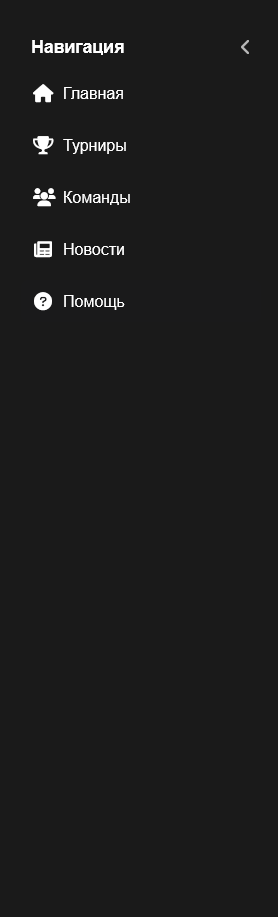 Навигация
Главная
Турниры
Команды
Новости
Помощь